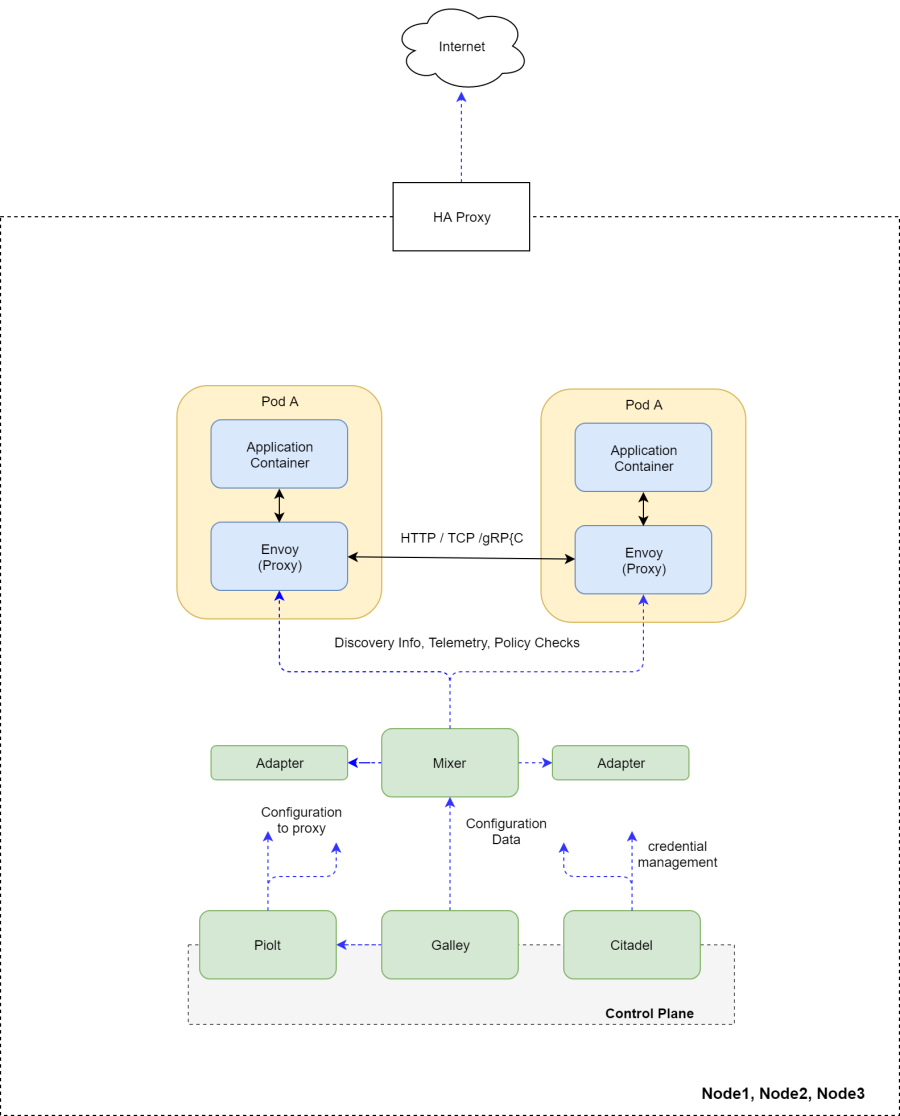 Internet
HA Proxy
Pod A
Pod A
Application
Container
Application
Container
HTTP / TCP /gRP{C
Envoy
(Proxy)
Envoy
(Proxy)
Discovery Info, Telemetry, Policy Checks
Adapter
Mixer
Adapter
Configuration
to proxy
Configuration
Data
credential
management
Piolt
Galley
Citadel
Control Plane
Node1, Node2, Node3